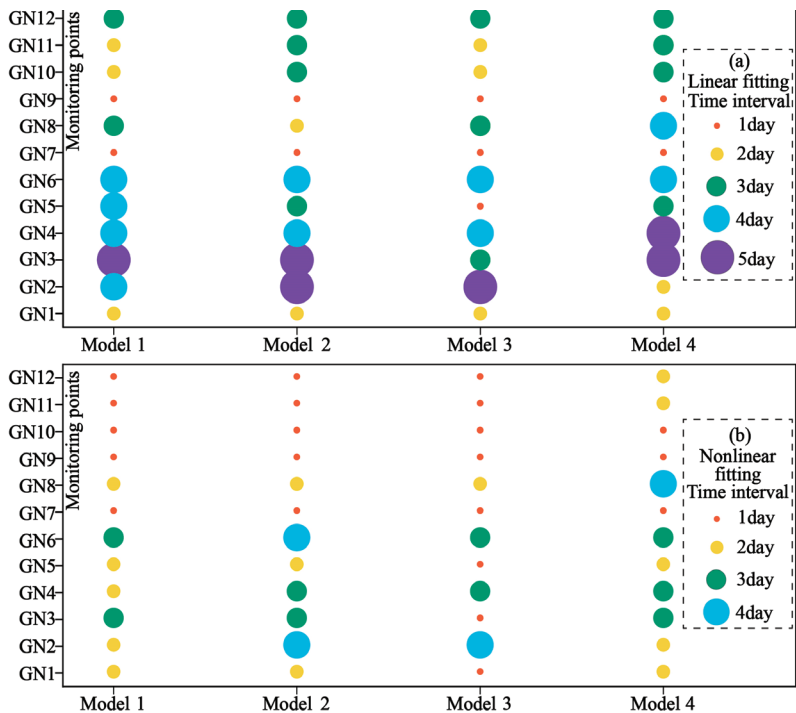 GN12
GN11
GN10
GN9
GN8
GN7
GN6
GN5
GN4
GN3
GN2
GN1
Monitoring points
Model 1
Model 2
Model 3
Model 4
(a)
Linear fitting
Time interval
1day
2day
3day
4day
5day
GN12
GN11
GN10
GN9
GN8
GN7
GN6
GN5
GN4
GN3
GN2
GN1
Monitoring points
Model 1
Model 2
Model 3
Model 4
(b)
Nonlinear
fitting
Time interval
1day
2day
3day
4day